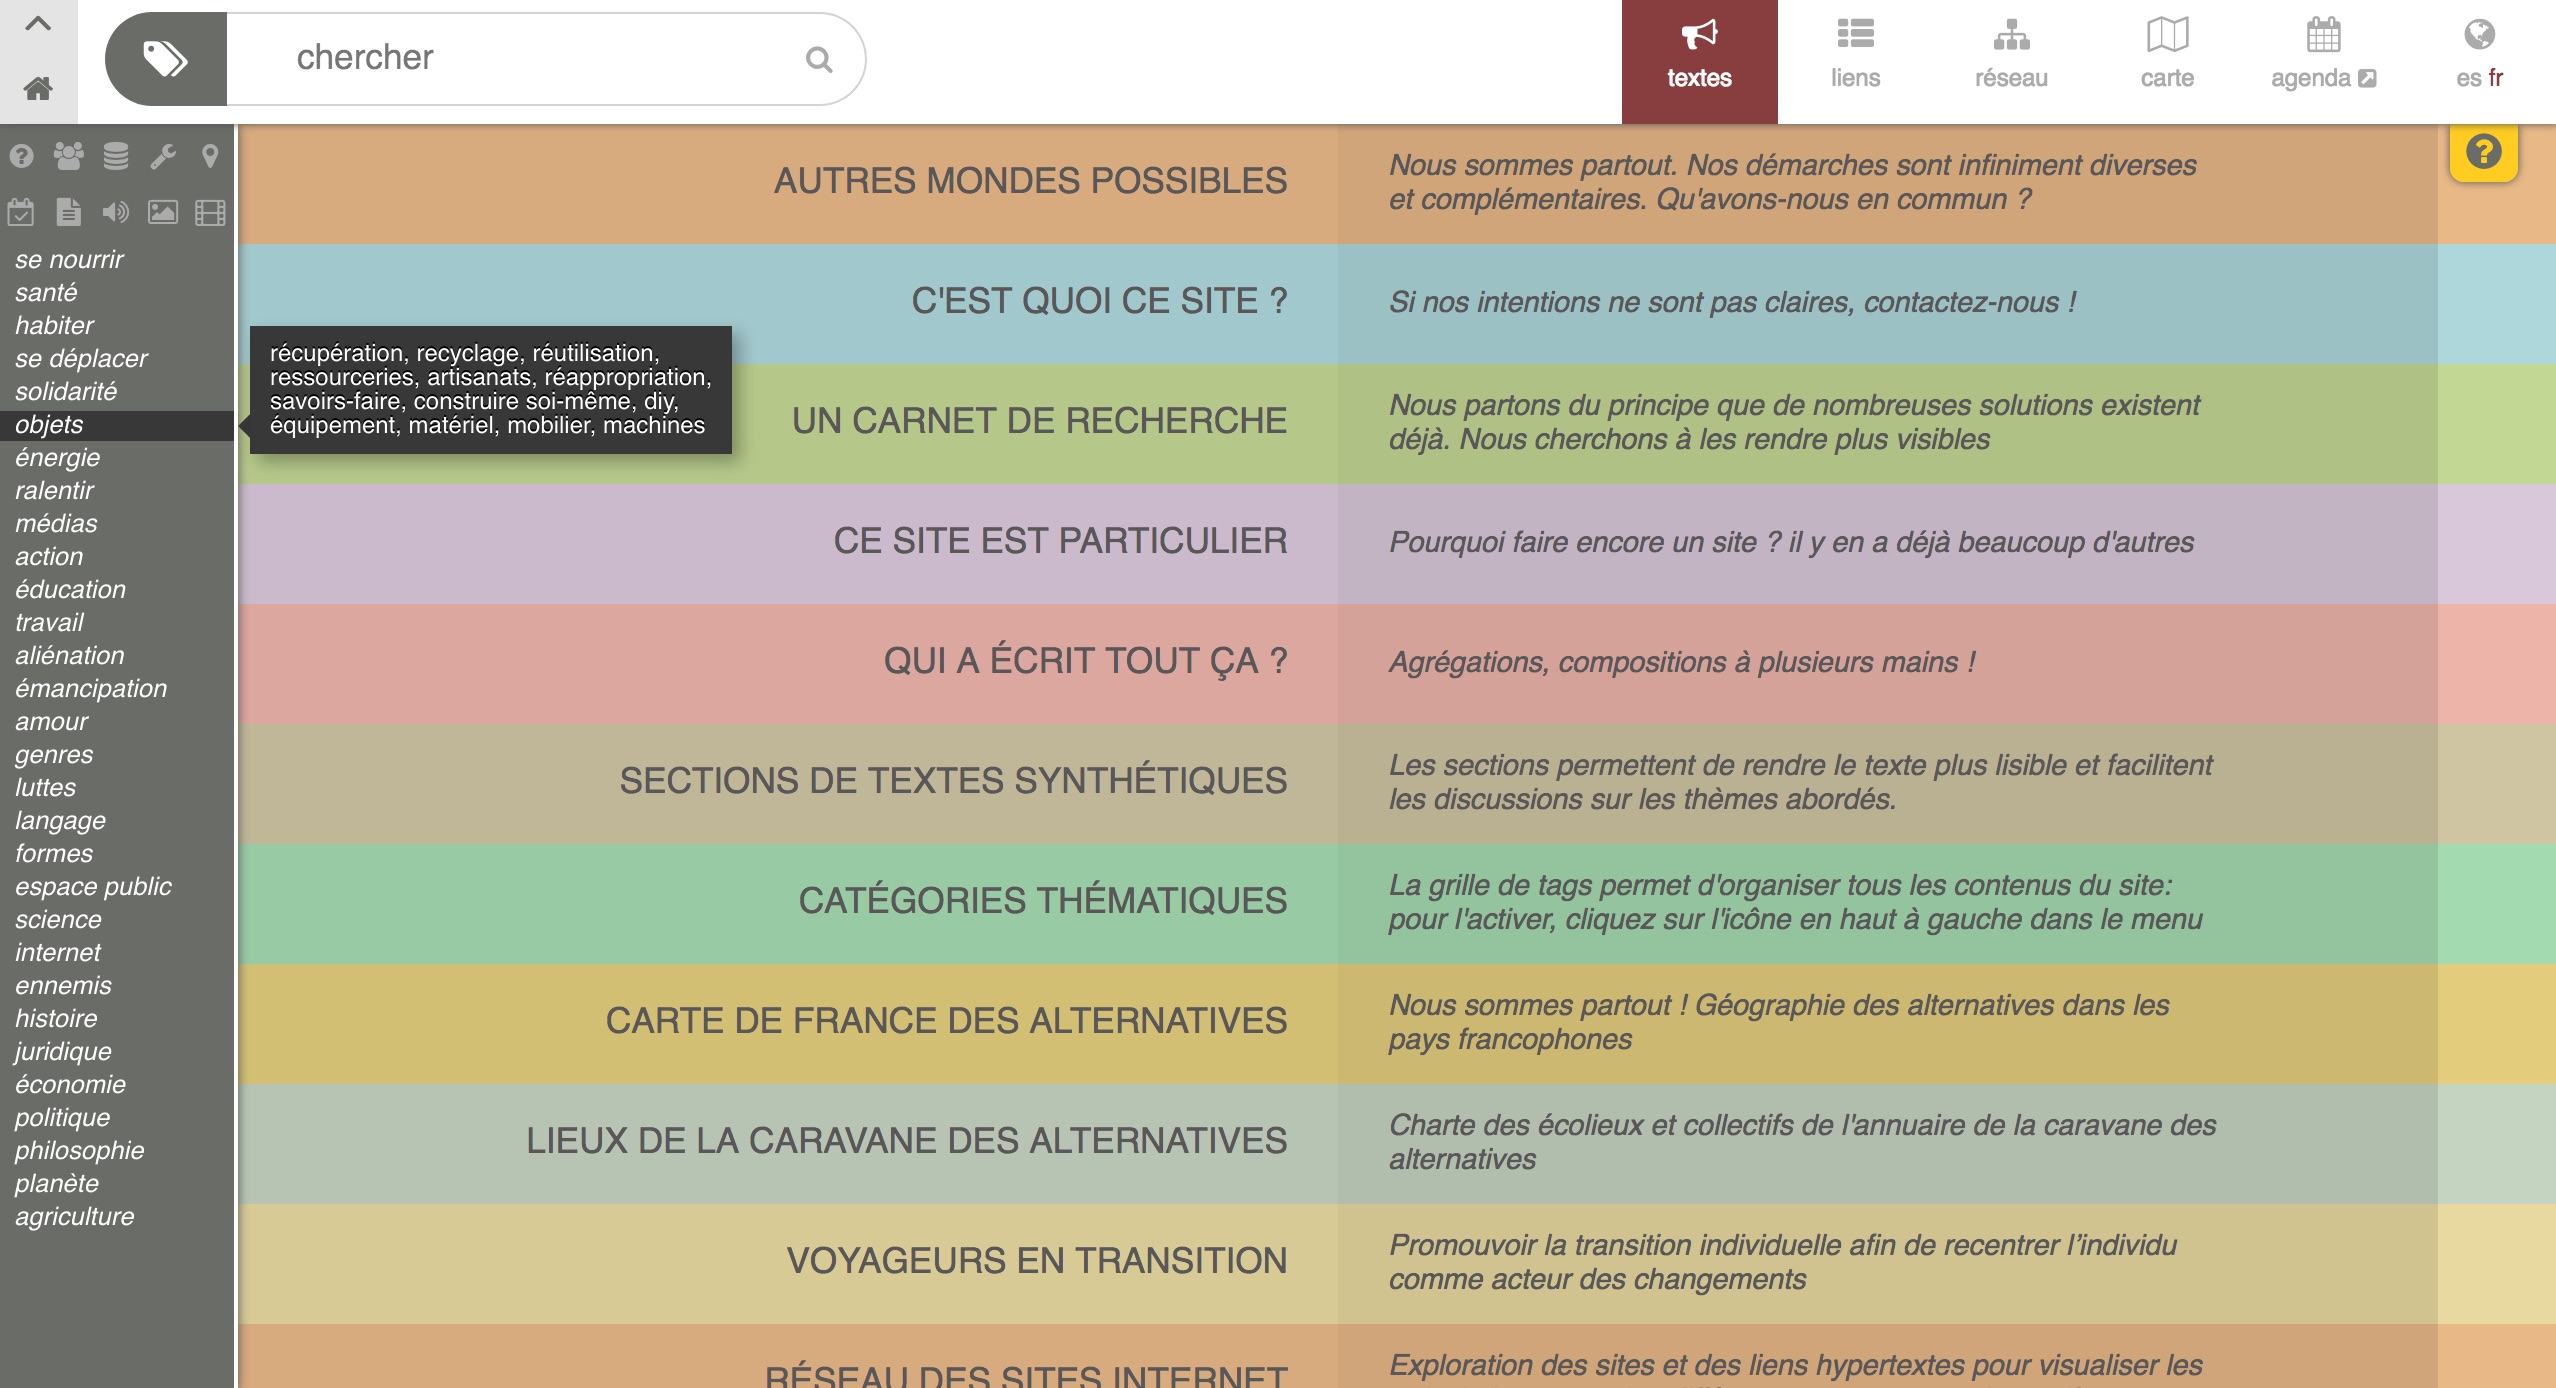 chercher
textes
liens
réseau
carte
agenda
es fr
se nourrir
santé
habiter
se déplacer
solidarité
objets
énergie
ralentir
médias
action
éducation
travail
aliénation
émancipation
amour
genres
luttes
langage
formes
espace public
science
internet
ennemis
histoire
juridique
économie
politique
philosophie
planète
agriculture
récupération, recyclage, réutilisation,
ressourceries, artisanats, réappropriation,
savoirs-faire, construire soi-même, diy,
équipement, matériel, mobilier, machines
AUTRES MONDES POSSIBLES
Nous sommes partout. Nos démarches sont infiniment diverses
et complémentaires. Qu'avons-nous en commun ?
C'EST QUOI CE SITE ?
Si nos intentions ne sont pas claires, contactez-nous !
UN CARNET DE RECHERCHE
Nous partons du principe que de nombreuses solutions existent
déjà. Nous cherchons à les rendre plus visibles
CE SITE EST PARTICULIER
Pourquoi faire encore un site ? il y en a déjà beaucoup d'autres
QUI A ÉCRIT TOUT ÇA ?
Agrégations, compositions à plusieurs mains !
SECTIONS DE TEXTES SYNTHÉTIQUES
Les sections permettent de rendre le texte plus lisible et facilitent
les discussions sur les thèmes abordés.
CATÉGORIES THÉMATIQUES
La grille de tags permet d'organiser tous les contenus du site:
pour l'activer, cliquez sur l'icône en haut à gauche dans le menu
CARTE DE FRANCE DES ALTERNATIVES
Nous sommes partout ! Géographie des alternatives dans les
pays francophones
LIEUX DE LA CARAVANE DES ALTERNATIVES
Charte des écolieux et collectifs de l'annuaire de la caravane des
alternatives
VOYAGEURS EN TRANSITION
Promouvoir la transition individuelle afin de recentrer l’individu
comme acteur des changements
RÉSEAU DES SITES INTERNET
Exploration des sites et des liens hypertextes pour visualiser les